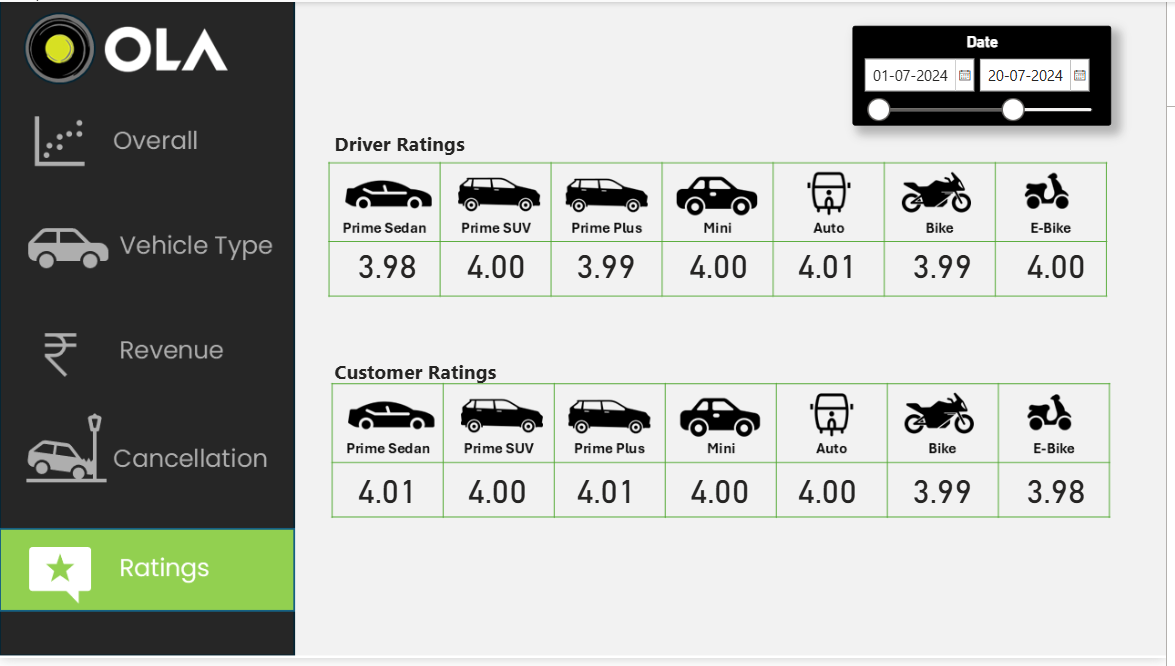 OLA
Date
01-07-2024 20-07-2024
Overall
Vehicle Type
Revenue
Cancellation
Ratings
Driver Ratings
Prime Sedan Prime SUV Prime Plus Mini Auto Bike E-Bike
3.98 4.00 3.99 4.00 4.01 3.99 4.00
Customer Ratings
Prime Sedan Prime SUV Prime Plus Mini Auto Bike E-Bike
4.01 4.00 4.01 4.00 4.00 3.99 3.98